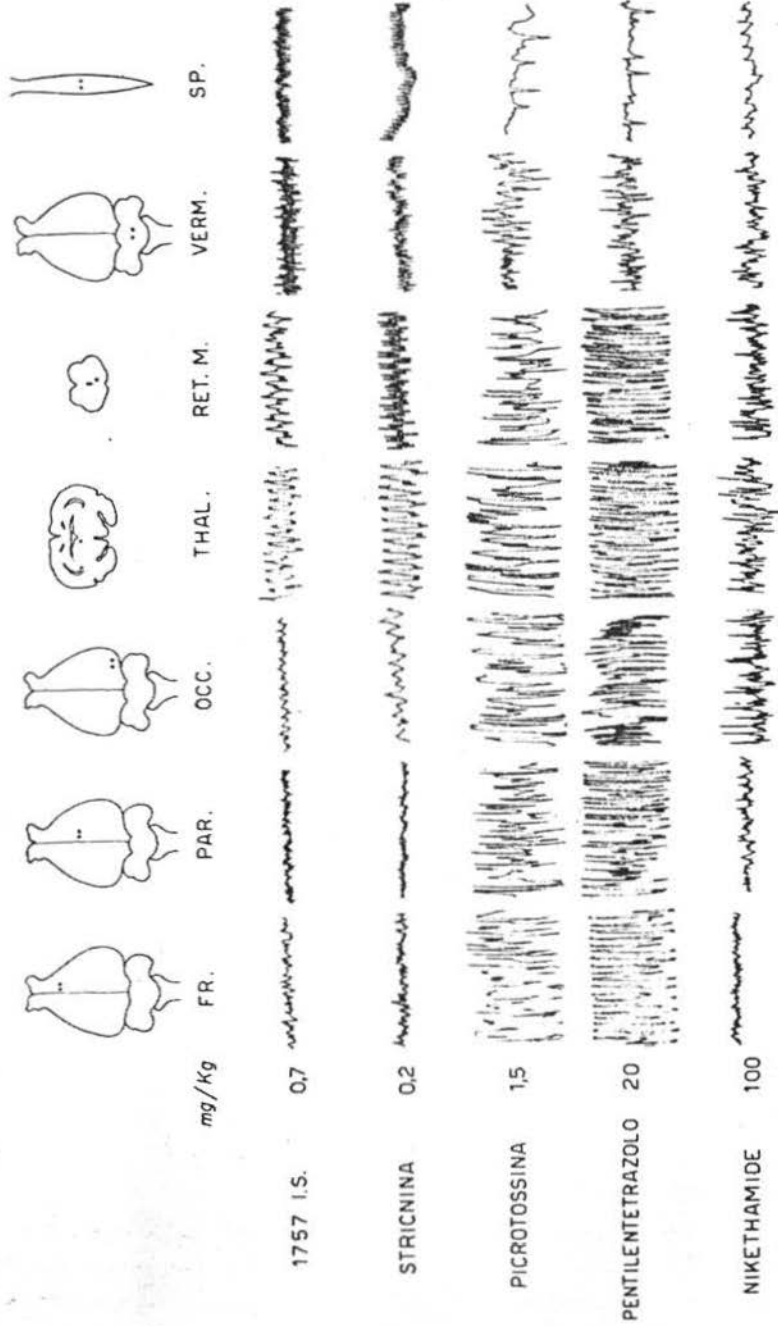 mg/Kg FR. PAR. OCC. THAL. RET. M. VERM. SP.
1757 I.S. 0,7
STRICNINA 0,2
PICROTOSSINA 1,5
PENTILENTETRAZOLO 20
NIKETHAMIDE 100